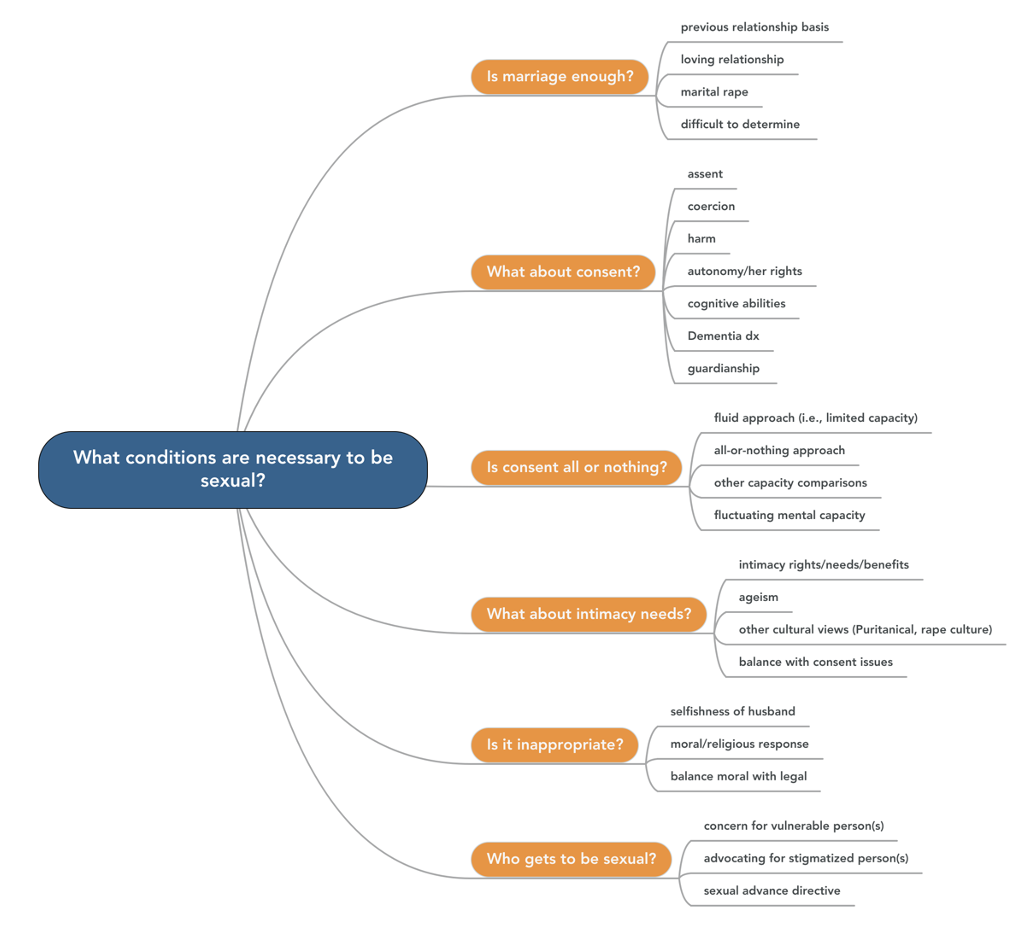 What conditions are necessary to be
sexual?
Is marriage enough?
previous relationship basis
loving relationship
marital rape
difficult to determine
What about consent?
assent
coercion
harm
autonomy/her rights
cognitive abilities
Dementia dx
guardianship
Is consent all or nothing?
fluid approach (i.e., limited capacity)
all-or-nothing approach
other capacity comparisons
fluctuating mental capacity
What about intimacy needs?
intimacy rights/needs/benefits
ageism
other cultural views (Puritanical, rape culture)
balance with consent issues
Is it inappropriate?
selfishness of husband
moral/religious response
balance moral with legal
Who gets to be sexual?
concern for vulnerable person(s)
advocating for stigmatized person(s)
sexual advance directive